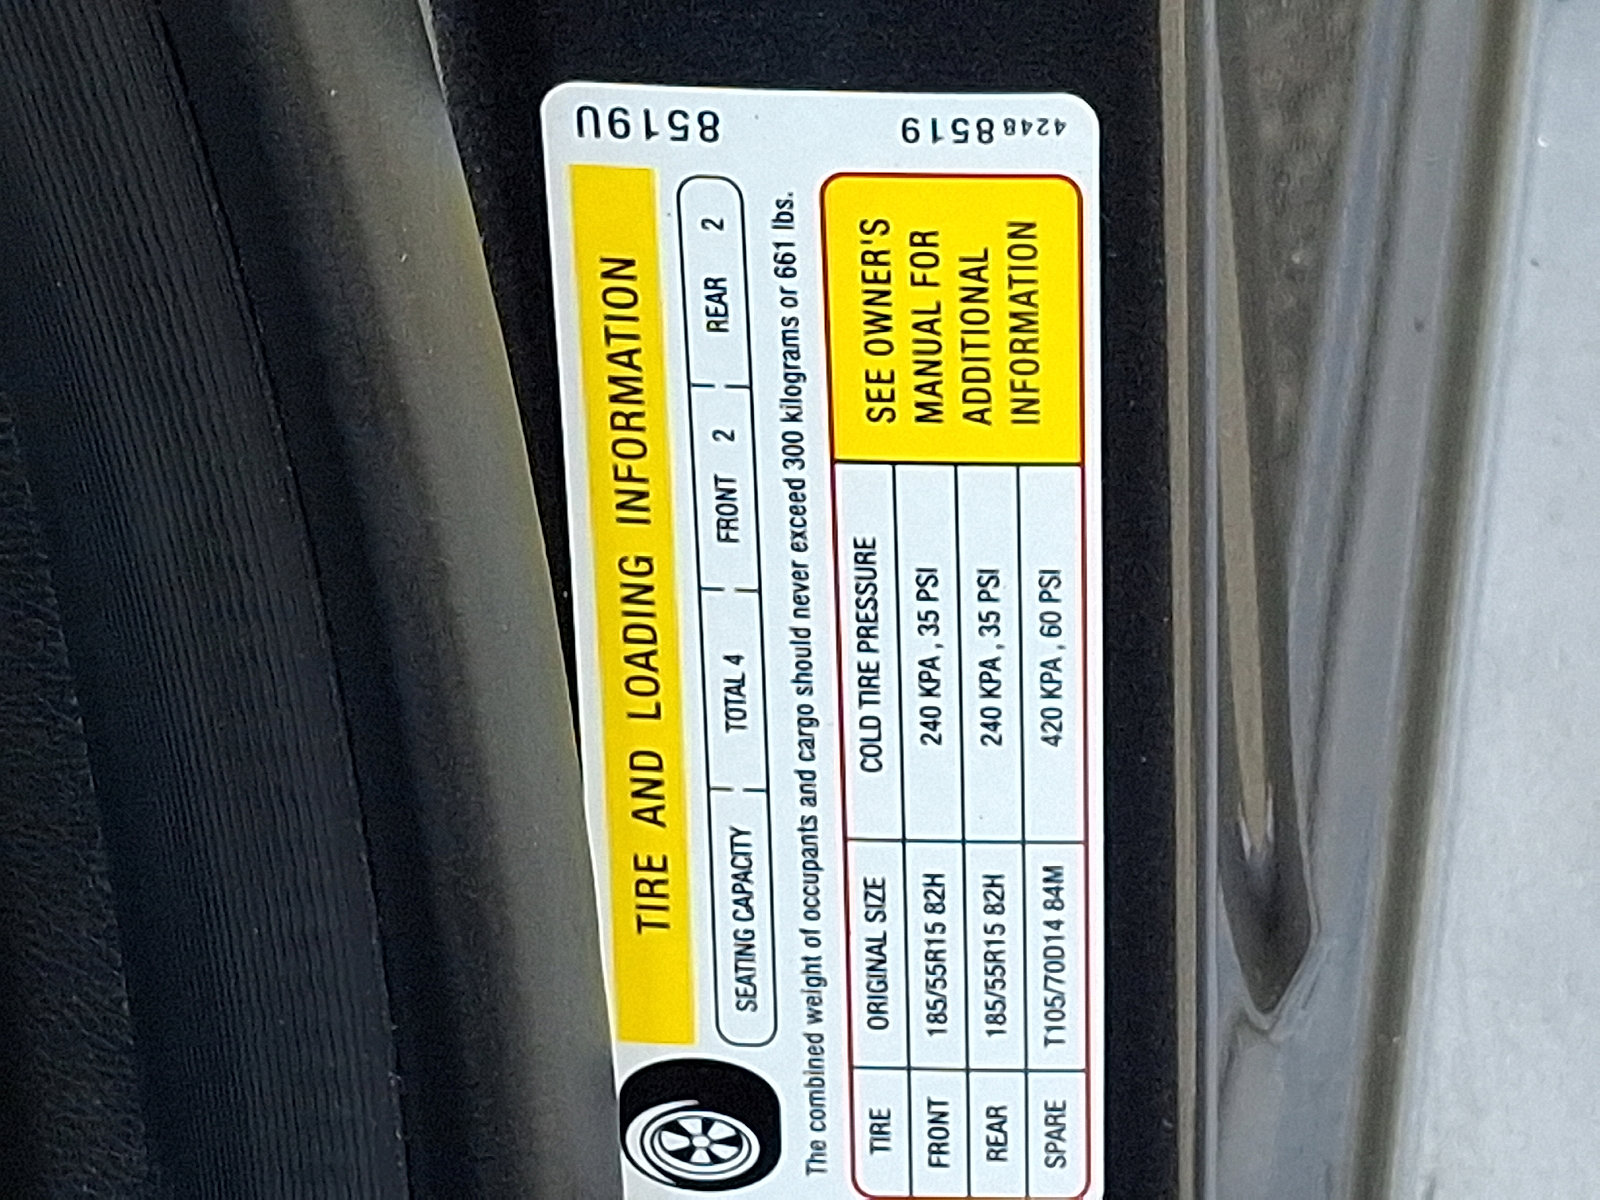 TIRE AND LOADING INFORMATION
SEATING CAPACITY TOTAL 4 FRONT 2 REAR 2
The combined weight of occupants and cargo should never exceed 300 kilograms or 661 lbs.
TIRE ORIGINAL SIZE COLD TIRE PRESSURE
FRONT 185/55R15 82H 240 KPA, 35 PSI
REAR 185/55R15 82H 240 KPA, 35 PSI
SPARE T105/70D14 84M 420 KPA, 60 PSI
SEE OWNER'S
MANUAL FOR
ADDITIONAL
INFORMATION
8519U
4248 8519